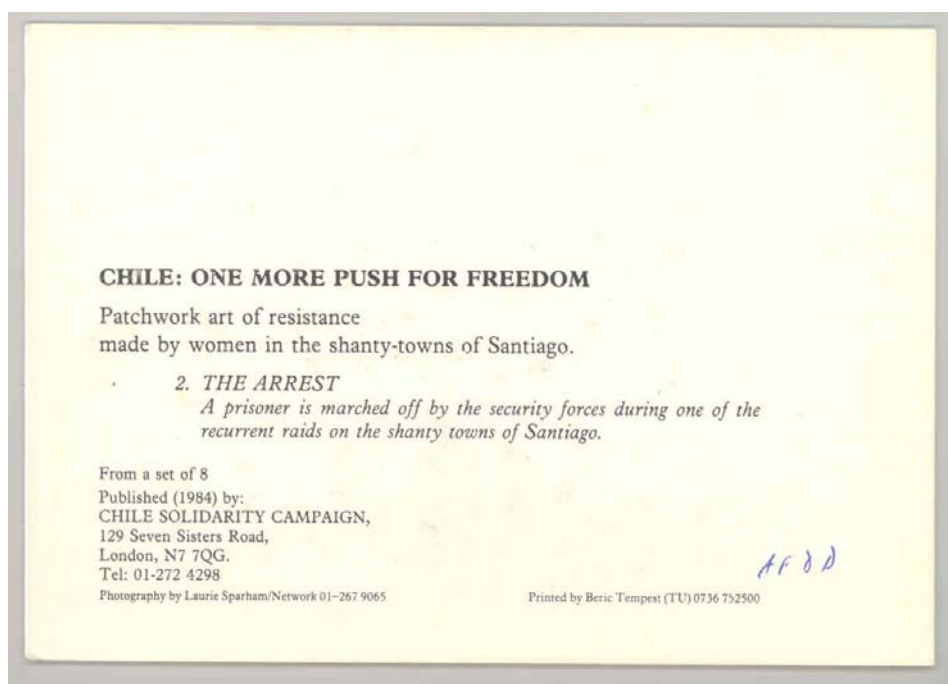 CHILE: ONE MORE PUSH FOR FREEDOM
Patchwork art of resistance
made by women in the shanty-towns of Santiago.
2. THE ARREST
A prisoner is marched off by the security forces during one of the
recurrent raids on the shanty towns of Santiago.
From a set of 8
Published (1984) by:
CHILE SOLIDARITY CAMPAIGN,
129 Seven Sisters Road,
London, N7 7QG.
Tel: 01-272 4298
Photography by Laurie Sparham/Network 01-267 9065
Printed by Beric Tempest (TU) 0736 752500